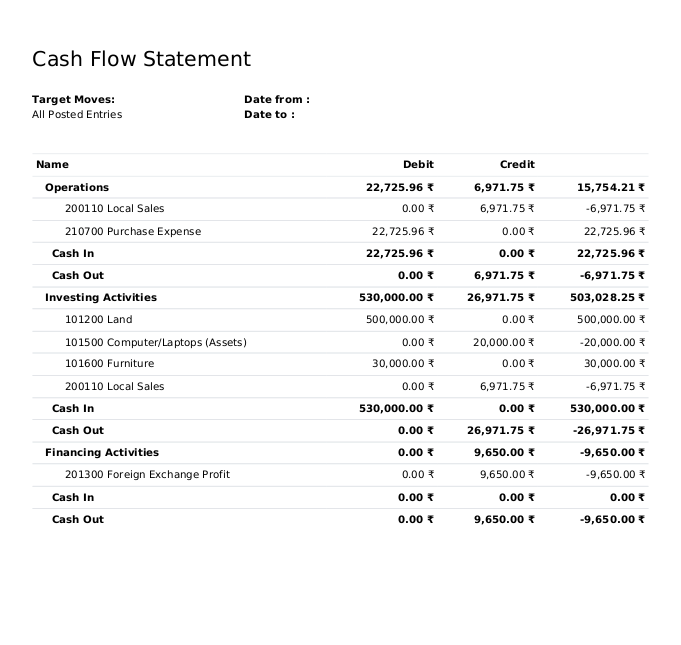 Cash Flow Statement
Target Moves: Date from :
All Posted Entries Date to :
Name Debit Credit
Operations 22,725.96 ₹ 6,971.75 ₹ 15,754.21 ₹
200110 Local Sales 0.00 ₹ 6,971.75 ₹ -6,971.75 ₹
210700 Purchase Expense 22,725.96 ₹ 0.00 ₹ 22,725.96 ₹
Cash In 22,725.96 ₹ 0.00 ₹ 22,725.96 ₹
Cash Out 0.00 ₹ 6,971.75 ₹ -6,971.75 ₹
Investing Activities 530,000.00 ₹ 26,971.75 ₹ 503,028.25 ₹
101200 Land 500,000.00 ₹ 0.00 ₹ 500,000.00 ₹
101500 Computer/Laptops (Assets) 0.00 ₹ 20,000.00 ₹ -20,000.00 ₹
101600 Furniture 30,000.00 ₹ 0.00 ₹ 30,000.00 ₹
200110 Local Sales 0.00 ₹ 6,971.75 ₹ -6,971.75 ₹
Cash In 530,000.00 ₹ 0.00 ₹ 530,000.00 ₹
Cash Out 0.00 ₹ 26,971.75 ₹ -26,971.75 ₹
Financing Activities 0.00 ₹ 9,650.00 ₹ -9,650.00 ₹
201300 Foreign Exchange Profit 0.00 ₹ 9,650.00 ₹ -9,650.00 ₹
Cash In 0.00 ₹ 0.00 ₹ 0.00 ₹
Cash Out 0.00 ₹ 9,650.00 ₹ -9,650.00 ₹